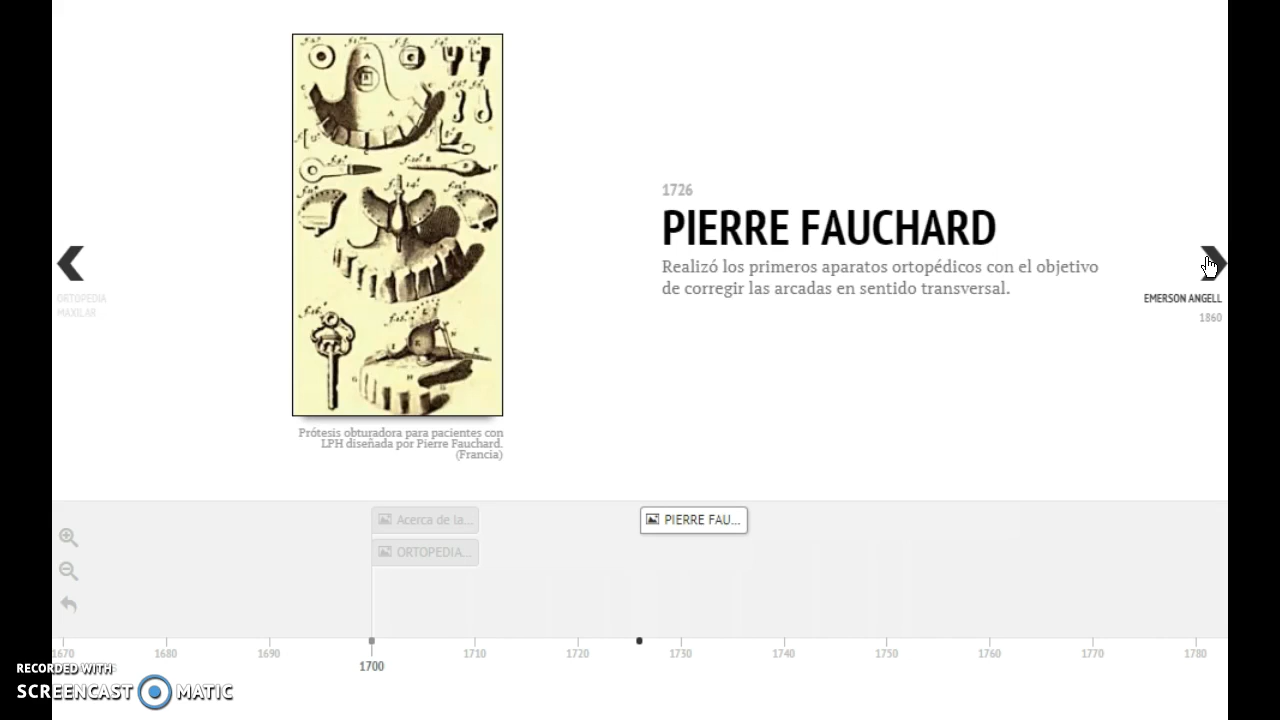 1726
PIERRE FAUCHARD
Realizó los primeros aparatos ortopédicos con el objetivo
de corregir las arcadas en sentido transversal.
ORTOPEDIA
MAXILAR
EMERSON ANGELL
1860
Prótesis obturadora para pacientes con
LPH diseñada por Pierre Fauchard.
(Francia)
Acerca de la...
PIERRE FAU...
ORTOPEDIA...
1670 1680 1690 1700 1710 1720 1730 1740 1750 1760 1770 1780
RECORDED WITH
SCREENCAST MATIC